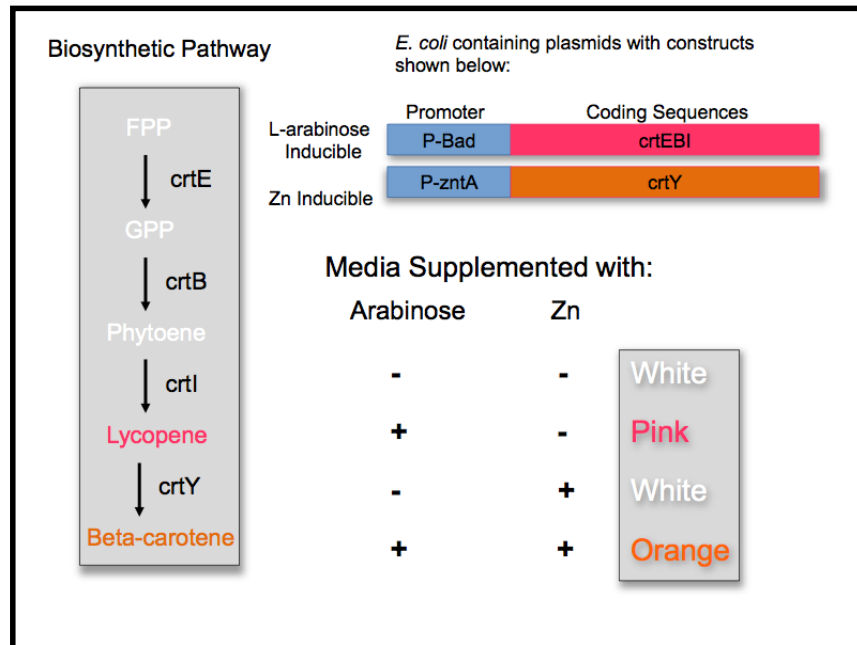 Biosynthetic Pathway
FPP
crtE
GPP
crtB
Phytoene
crtI
Lycopene
crtY
Beta-carotene
E. coli containing plasmids with constructs
shown below:
Promoter Coding Sequences
L-arabinose
Inducible
P-Bad crtEBI
Zn Inducible
P-zntA crtY
Media Supplemented with:
Arabinose Zn
- - White
+ - Pink
- + White
+ + Orange